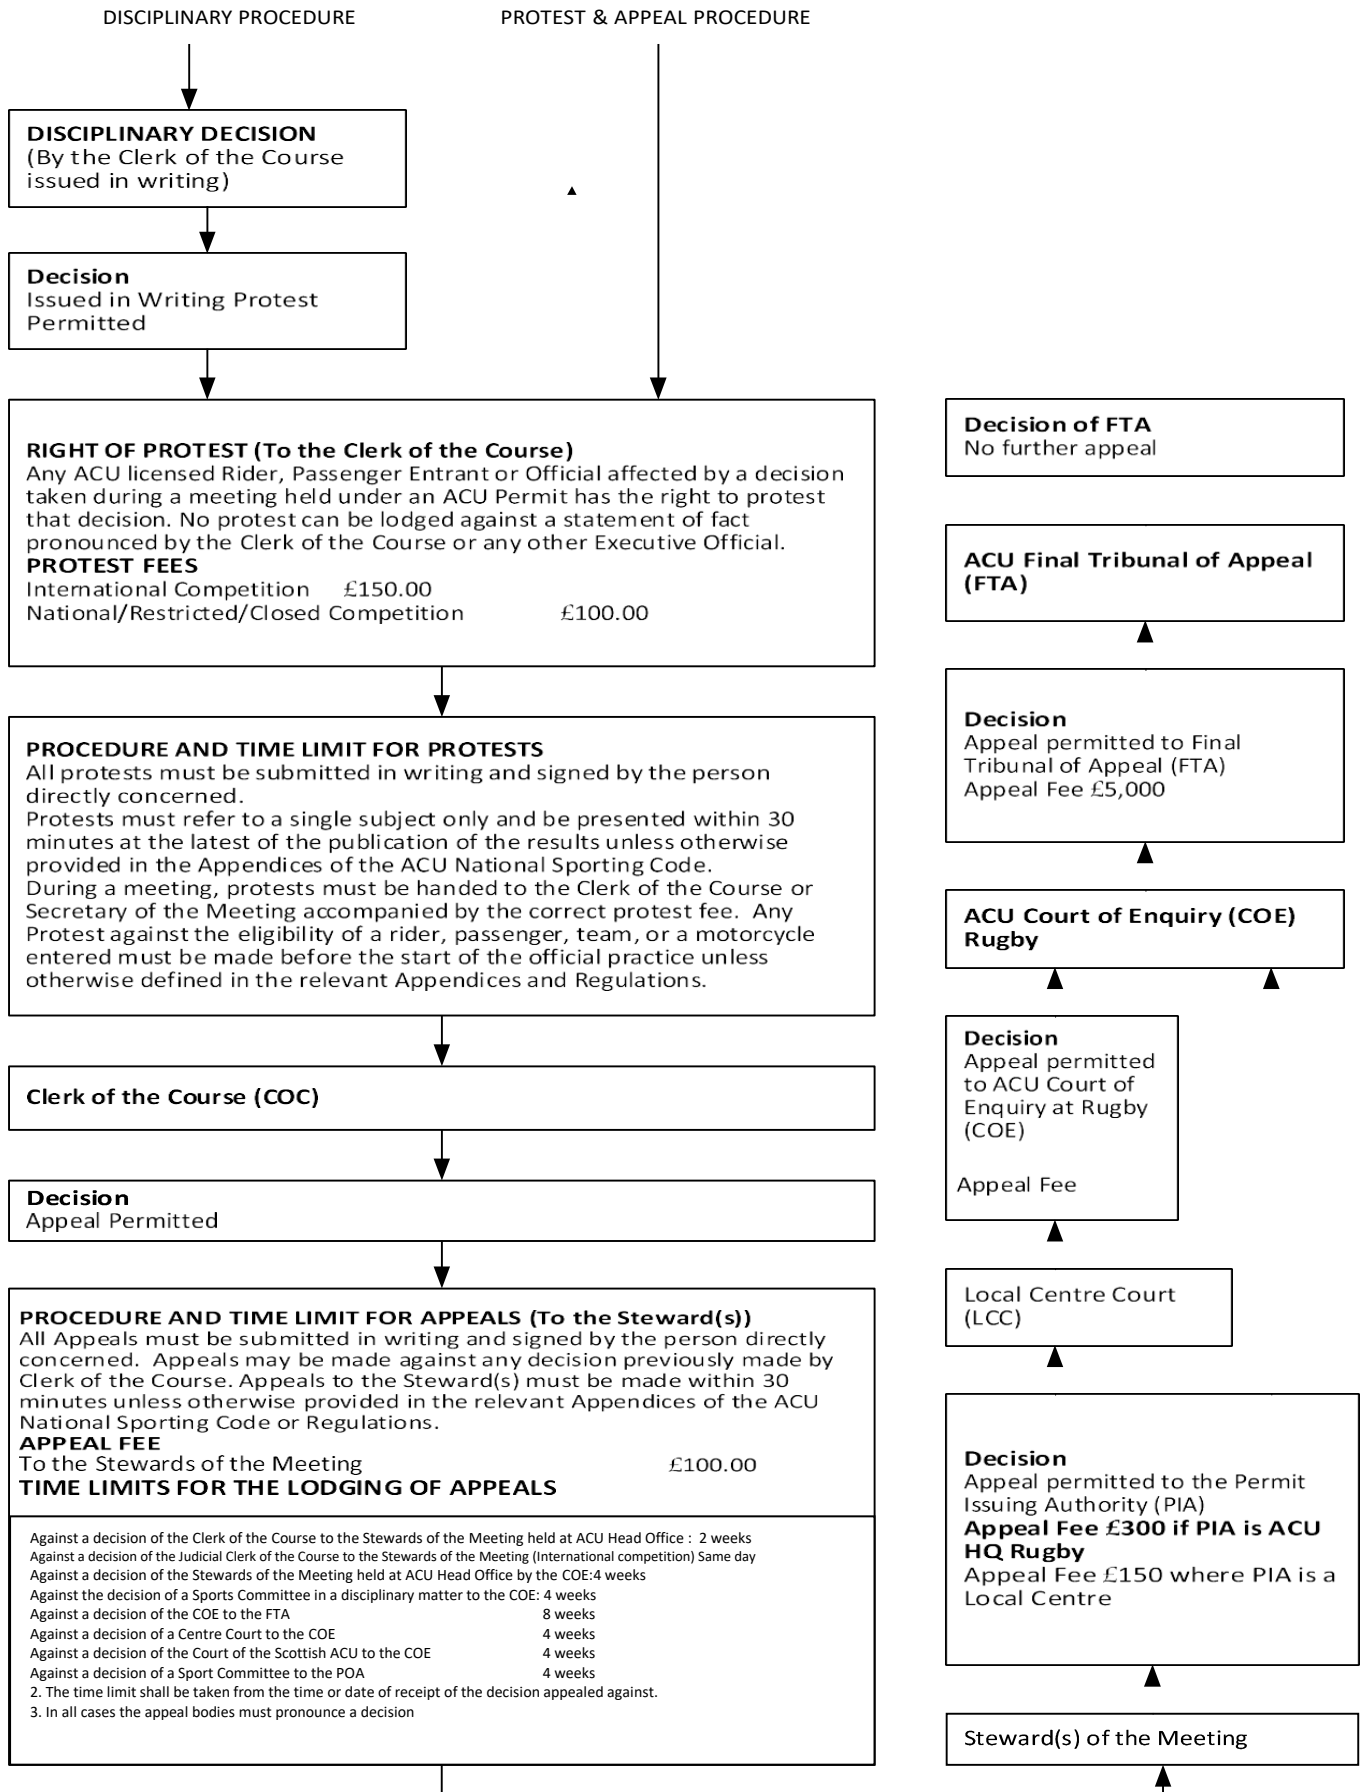 DISCIPLINARY PROCEDURE
PROTEST & APPEAL PROCEDURE
DISCIPLINARY DECISION
(By the Clerk of the Course
issued in writing)
Decision
Issued in Writing Protest
Permitted
RIGHT OF PROTEST (To the Clerk of the Course)
Any ACU licensed Rider, Passenger Entrant or Official affected by a decision
taken during a meeting held under an ACU Permit has the right to protest
that decision. No protest can be lodged against a statement of fact
pronounced by the Clerk of the Course or any other Executive Official.
PROTEST FEES
International Competition £150.00
National/Restricted/Closed Competition £100.00
PROCEDURE AND TIME LIMIT FOR PROTESTS
All protests must be submitted in writing and signed by the person
directly concerned.
Protests must refer to a single subject only and be presented within 30
minutes at the latest of the publication of the results unless otherwise
provided in the Appendices of the ACU National Sporting Code.
During a meeting, protests must be handed to the Clerk of the Course or
Secretary of the Meeting accompanied by the correct protest fee. Any
Protest against the eligibility of a rider, passenger, team, or a motorcycle
entered must be made before the start of the official practice unless
otherwise defined in the relevant Appendices and Regulations.
Clerk of the Course (COC)
Decision
Appeal Permitted
PROCEDURE AND TIME LIMIT FOR APPEALS (To the Steward(s))
All Appeals must be submitted in writing and signed by the person directly
concerned. Appeals may be made against any decision previously made by
Clerk of the Course. Appeals to the Steward(s) must be made within 30
minutes unless otherwise provided in the relevant Appendices of the ACU
National Sporting Code or Regulations.
APPEAL FEE
To the Stewards of the Meeting £100.00
TIME LIMITS FOR THE LODGING OF APPEALS
Against a decision of the Clerk of the Course to the Stewards of the Meeting held at ACU Head Office : 2 weeks
Against a decision of the Judicial Clerk of the Course to the Stewards of the Meeting (International competition) Same day
Against a decision of the Stewards of the Meeting held at ACU Head Office by the COE:4 weeks
Against the decision of a Sports Committee in a disciplinary matter to the COE: 4 weeks
Against a decision of the COE to the FTA 8 weeks
Against a decision of a Centre Court to the COE 4 weeks
Against a decision of the Court of the Scottish ACU to the COE 4 weeks
Against a decision of a Sport Committee to the POA 4 weeks
2. The time limit shall be taken from the time or date of receipt of the decision appealed against.
3. In all cases the appeal bodies must pronounce a decision
Decision of FTA
No further appeal
ACU Final Tribunal of Appeal
(FTA)
Decision
Appeal permitted to Final
Tribunal of Appeal (FTA)
Appeal Fee £5,000
ACU Court of Enquiry (COE)
Rugby
Decision
Appeal permitted
to ACU Court of
Enquiry at Rugby
(COE)
Appeal Fee
Local Centre Court
(LCC)
Decision
Appeal permitted to the Permit
Issuing Authority (PIA)
Appeal Fee £300 if PIA is ACU
HQ Rugby
Appeal Fee £150 where PIA is a
Local Centre
Steward(s) of the Meeting